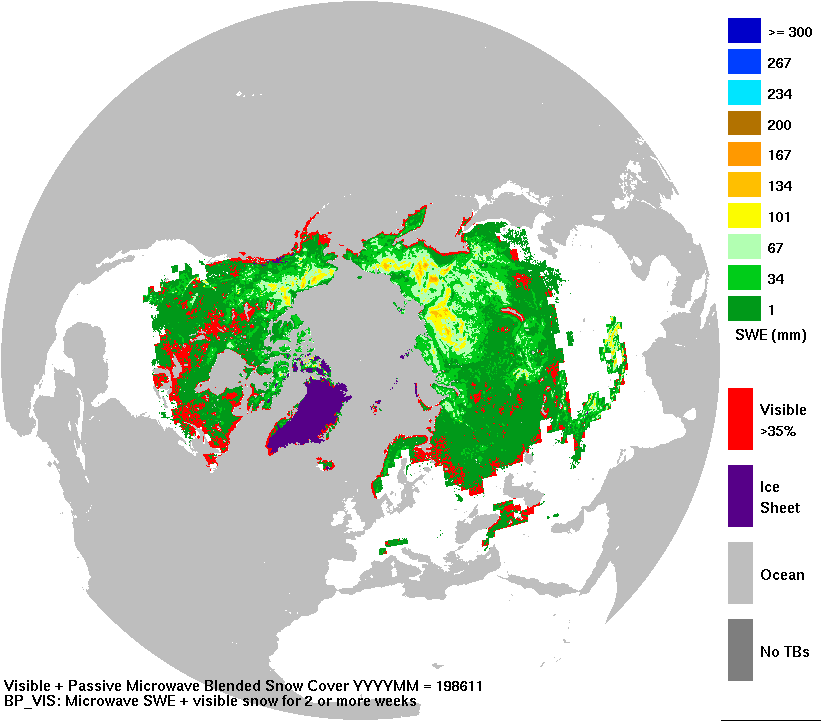 >= 300
267
234
200
167
134
101
67
34
1
SWE (mm)
Visible
>35%
Ice
Sheet
Ocean
No TBs
Visible + Passive Microwave Blended Snow Cover YYYYMM = 198611
BP_VIS: Microwave SWE + visible snow for 2 or more weeks